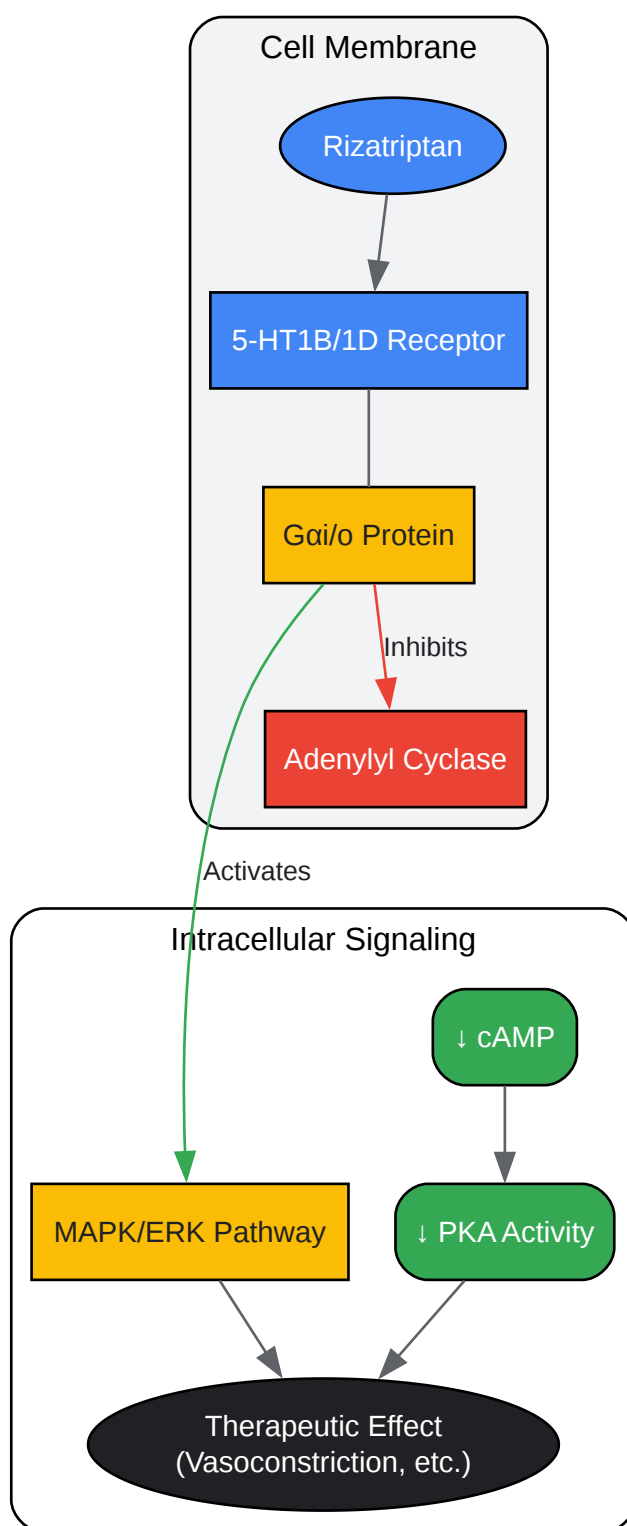 Cell Membrane
Rizatriptan
5-HT1B/1D Receptor
Gαi/o Protein
Inhibits
Adenylyl Cyclase
Activates
Intracellular Signaling
↓ cAMP
MAPK/ERK Pathway
↓ PKA Activity
Therapeutic Effect
(Vasoconstriction, etc.)